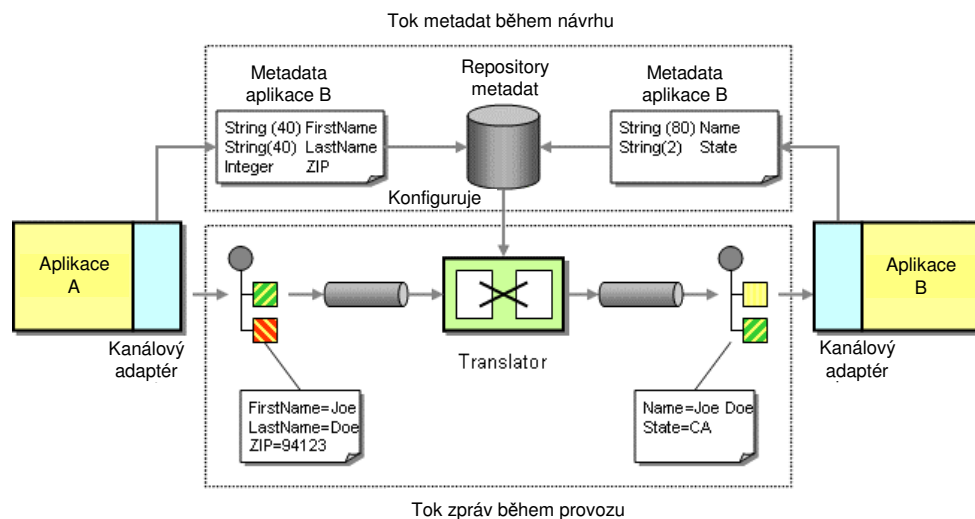 Tok metadat během návrhu
Metadata
aplikace B
Repository
metadat
Metadata
aplikace B
String (40) FirstName
String(40) LastName
Integer ZIP
String (80) Name
String(2) State
Konfiguruje
Aplikace
A
Aplikace
B
Kanálový
adaptér
Translator
Kanálový
adaptér
FirstName=Joe
LastName=Doe
ZIP=94123
Name=Joe Doe
State=CA
Tok zpráv během provozu